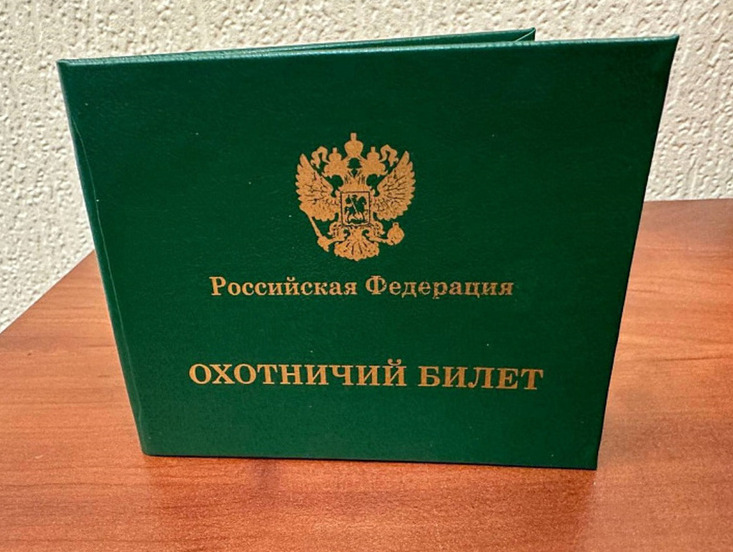 Российская Федерация
ОХОТНИЧИЙ БИЛЕТ